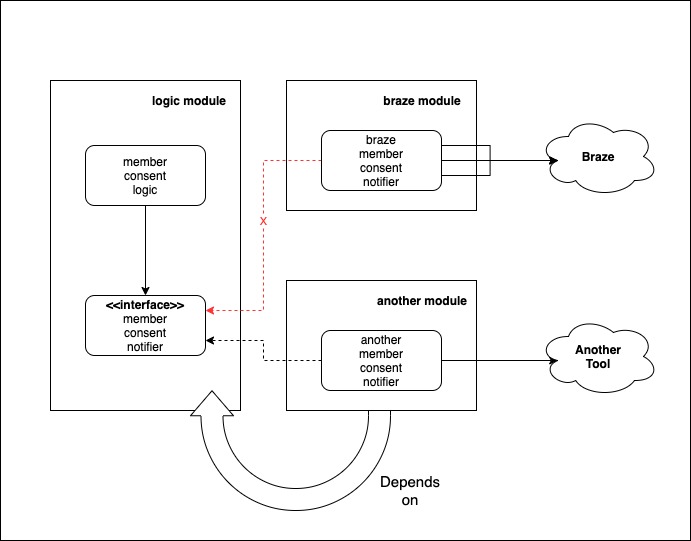 logic module
member
consent
logic
<<interface>>
member
consent
notifier
braze module
braze
member
consent
notifier
X
Braze
another module
another
member
consent
notifier
Another
Tool
Depends
on